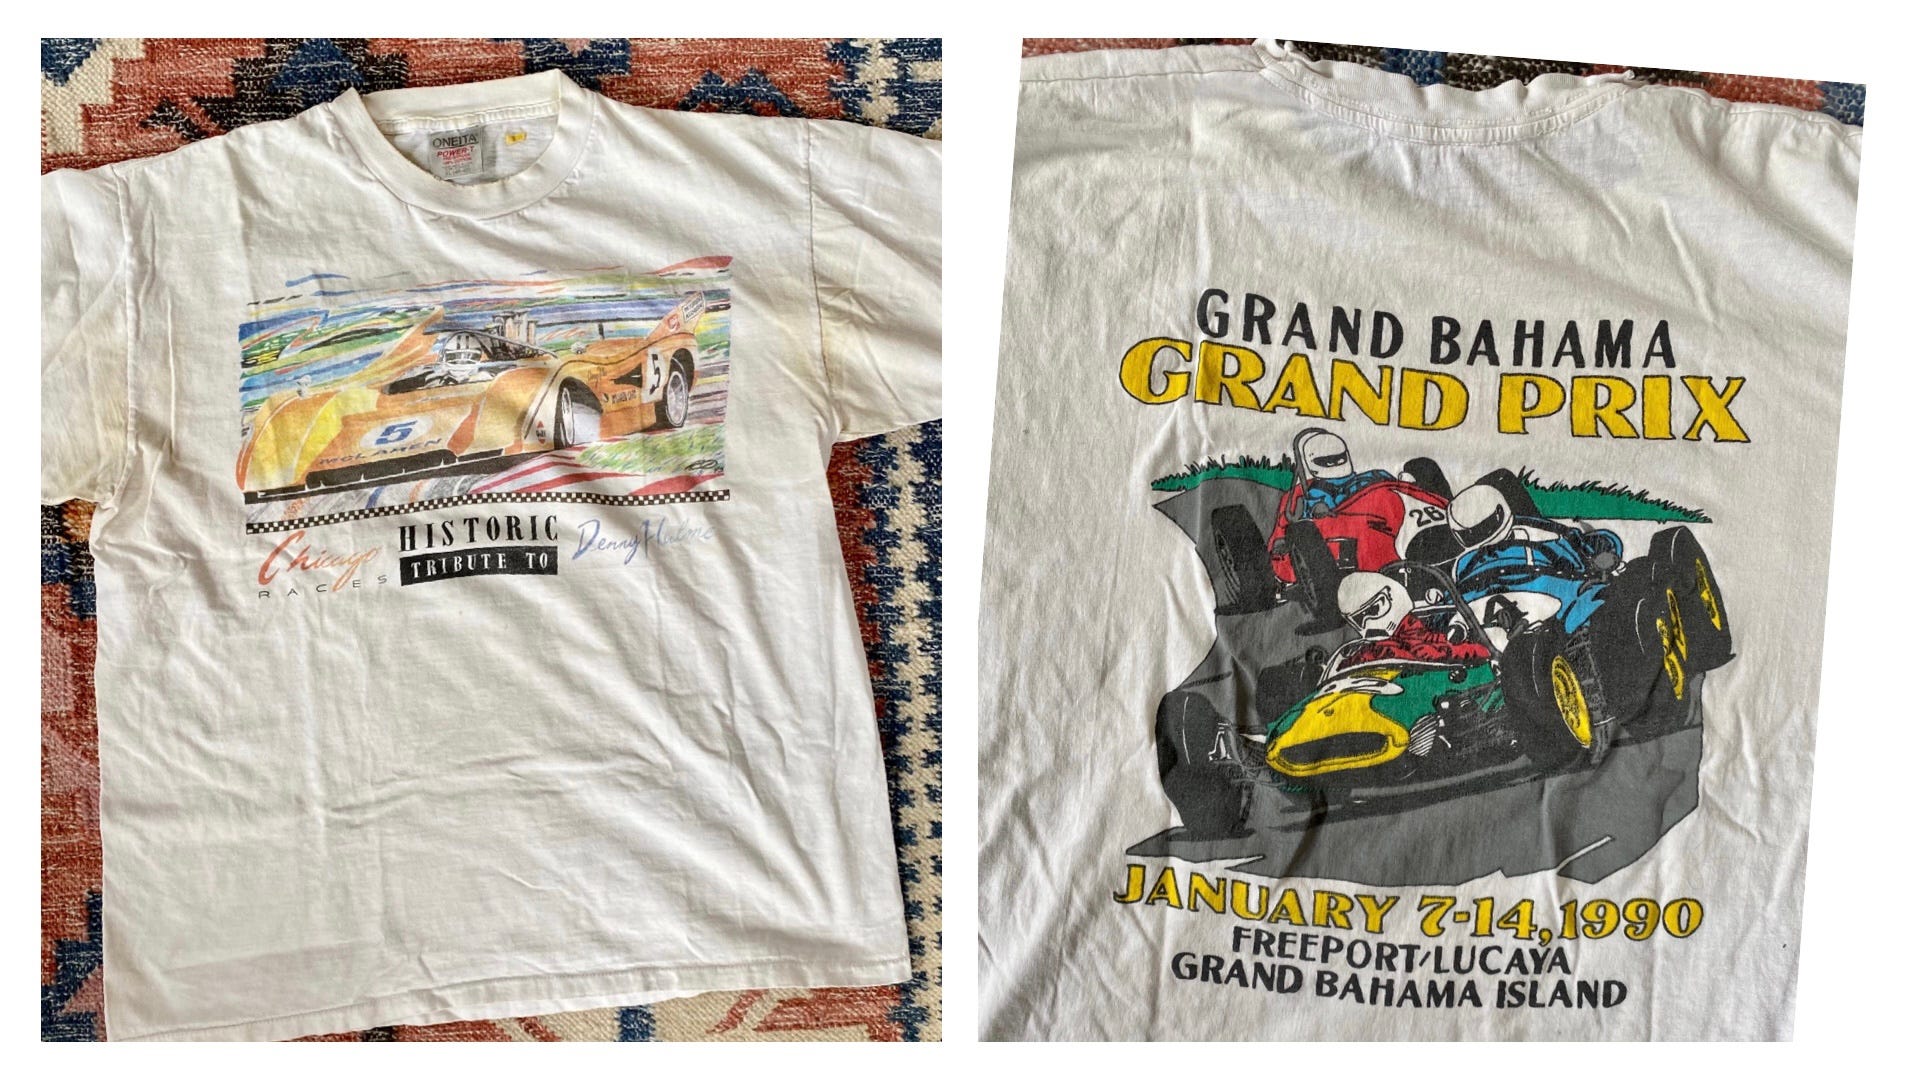 ONEITA
POWER-T
5
5
McLAREN
Chicago
RACES
HISTORIC
TRIBUTE TO
Denny Hulme
GRAND BAHAMA
GRAND PRIX
26
JANUARY 7-14, 1990
FREEPORT/LUCAYA
GRAND BAHAMA ISLAND